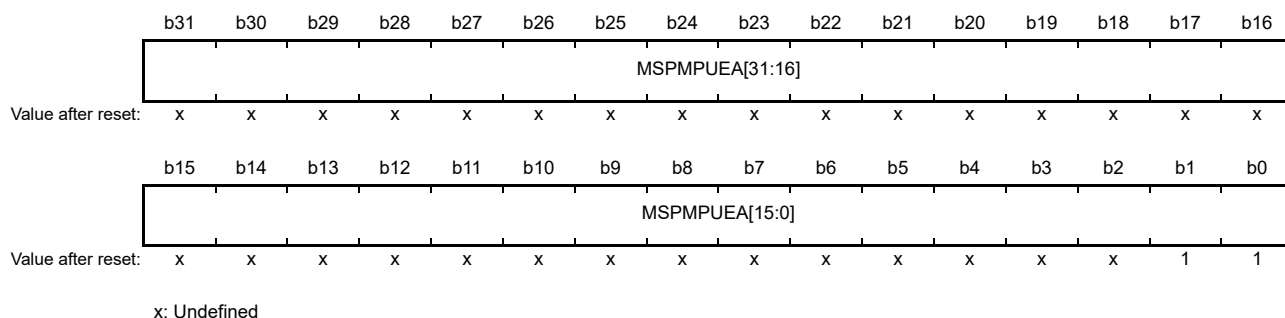 b31 b30 b29 b28 b27 b26 b25 b24 b23 b22 b21 b20 b19 b18 b17 b16
MSPMPUEA[31:16]
Value after reset: x x x x x x x x x x x x x x x x
b15 b14 b13 b12 b11 b10 b9 b8 b7 b6 b5 b4 b3 b2 b1 b0
MSPMPUEA[15:0]
Value after reset: x x x x x x x x x x x x x x 1 1
x: Undefined